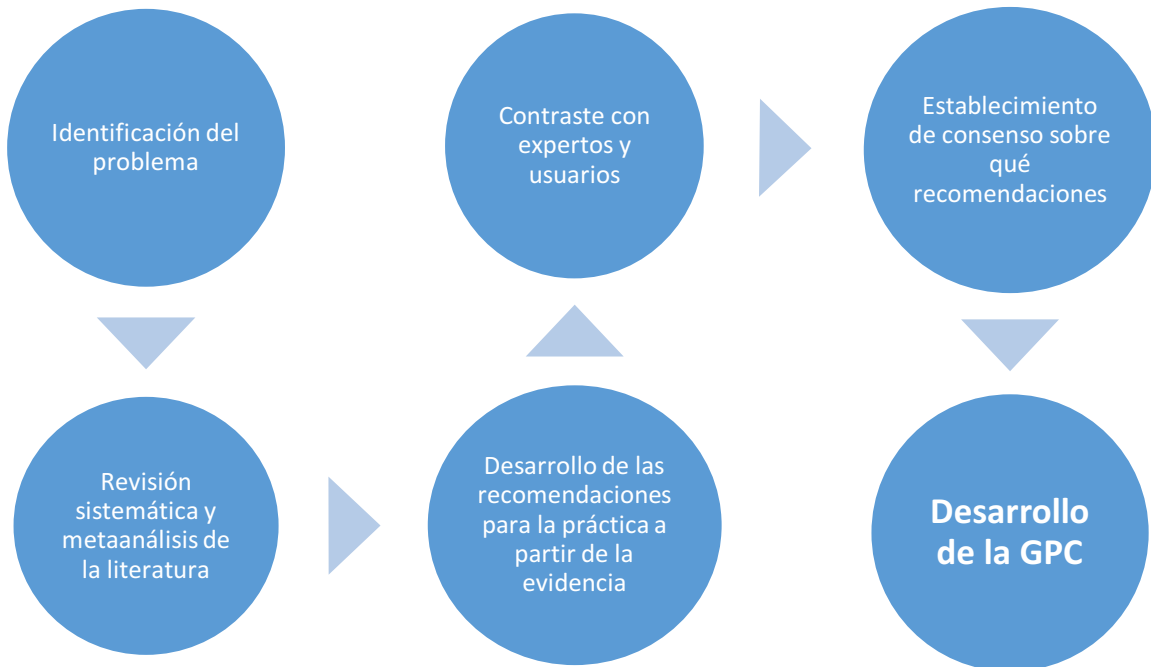 Identificación del
problema
Revisión
sistemática y
metaanálisis de
la literatura
Desarrollo de las
recomendaciones
para la práctica a
partir de la
evidencia
Contraste con
expertos y
usuarios
Establecimiento
de consenso sobre
qué
recomendaciones
Desarrollo
de la GPC